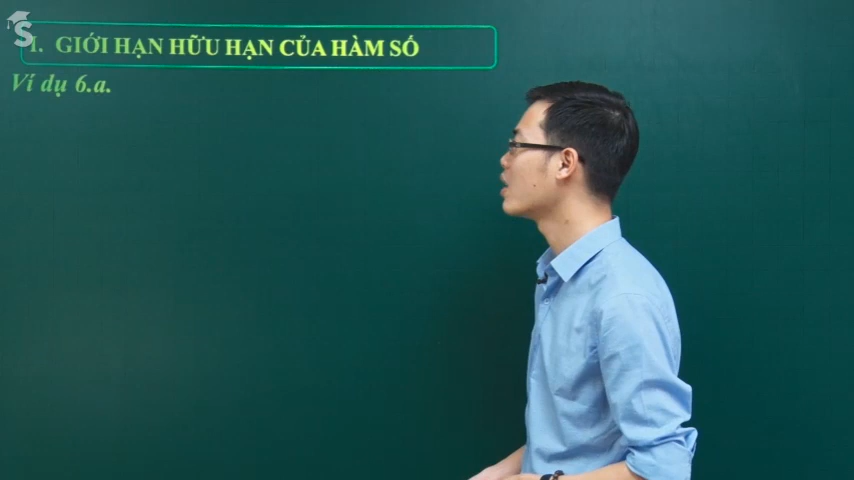 I. GIỚI HẠN HỮU HẠN CỦA HÀM SỐ
Ví dụ 6.a.